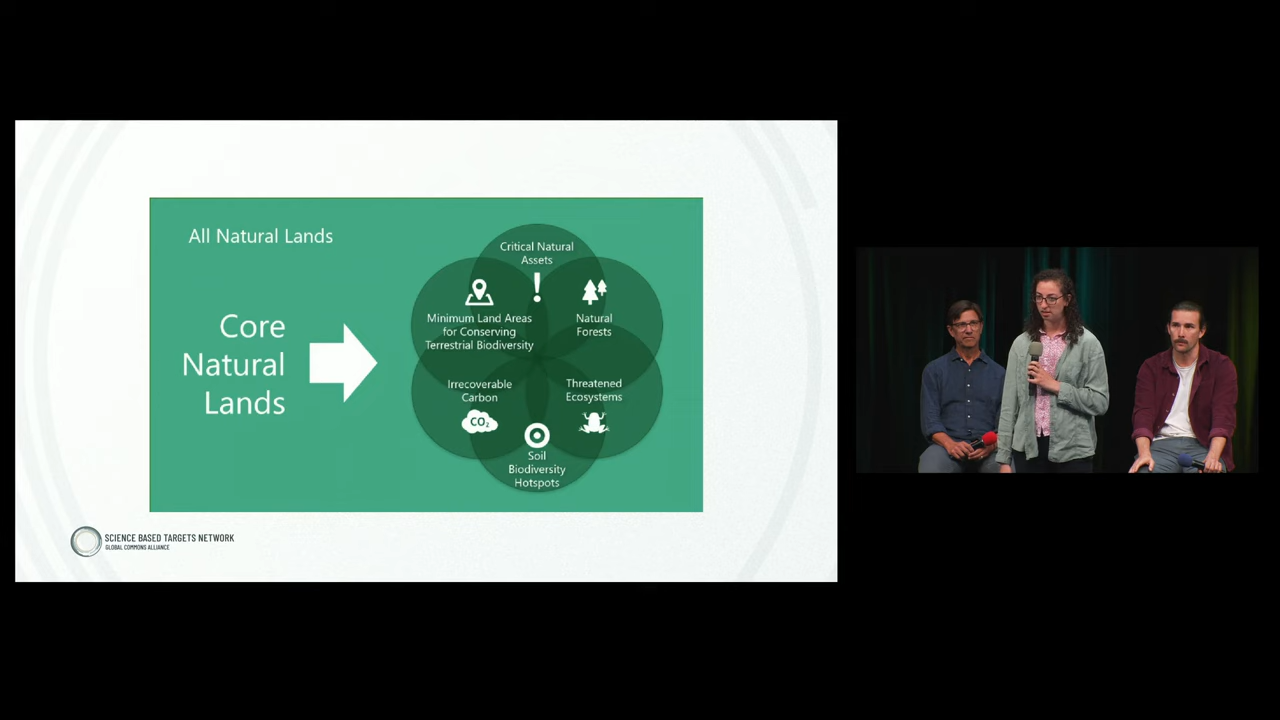 All Natural Lands
Core
Natural
Lands
Critical Natural
Assets
Minimum Land Areas
for Conserving
Terrestrial Biodiversity
Natural
Forests
Irrecoverable
Carbon
CO₂
Threatened
Ecosystems
Soil
Biodiversity
Hotspots
SCIENCE BASED TARGETS NETWORK
GLOBAL COMMONS ALLIANCE